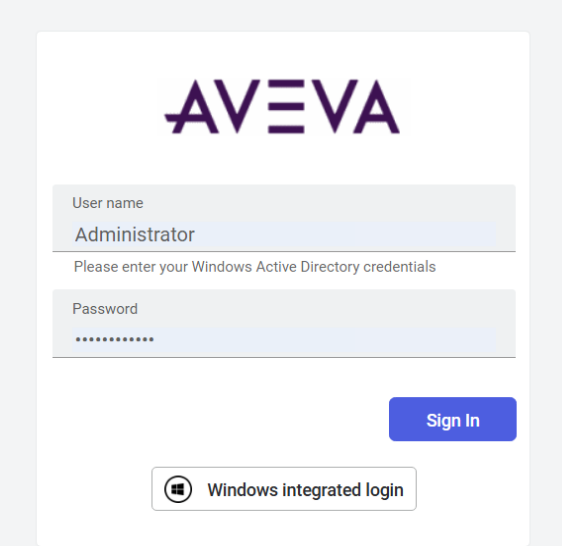 AVEVA
User name
Administrator
Please enter your Windows Active Directory credentials
Password
••••••••••••
Sign In
Windows integrated login